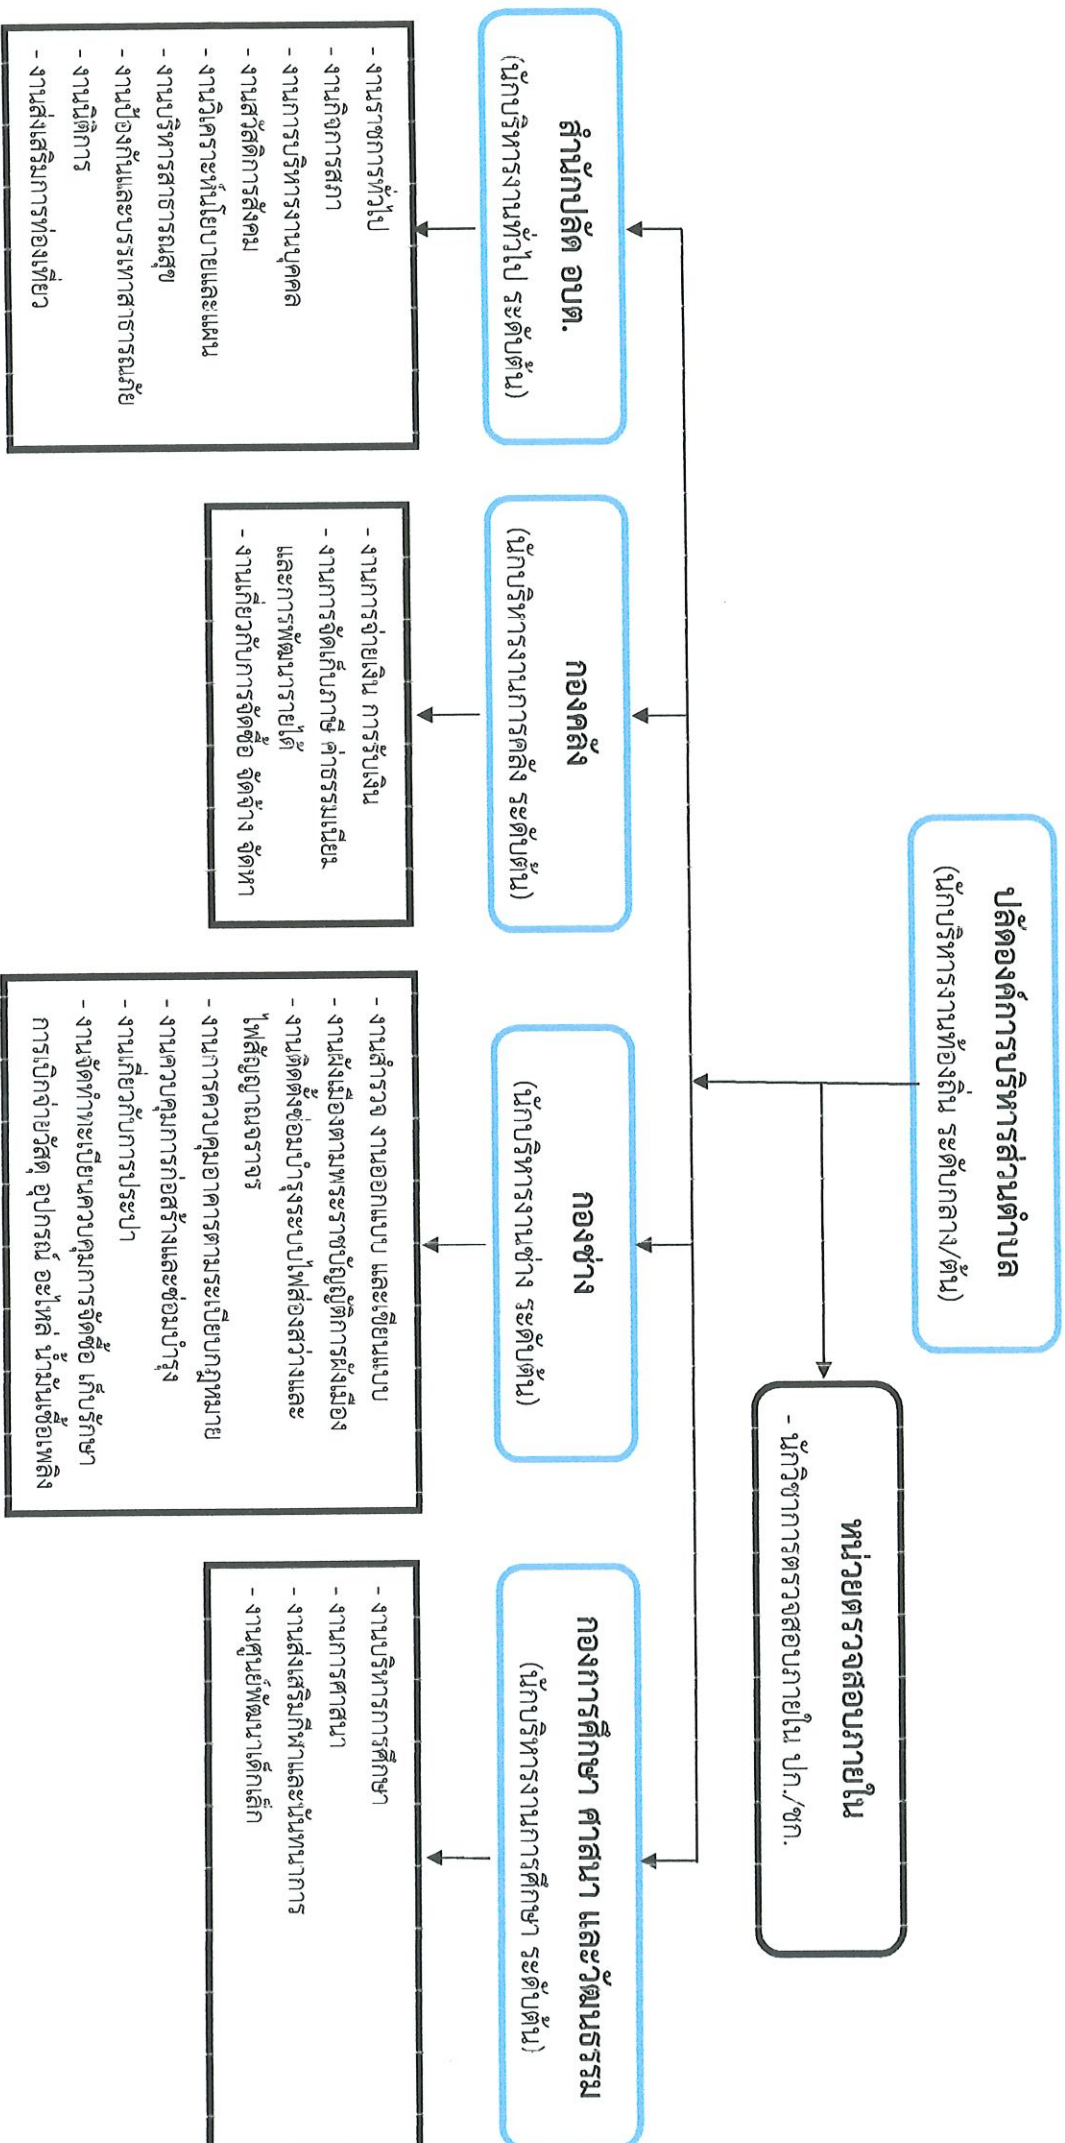 ปลัดองค์การบริหารส่วนตำบล
(นักบริหารงานท้องถิ่น ระดับกลาง/ต้น)
หน่วยตรวจสอบภายใน
- นักวิชาการตรวจสอบภายใน ปก./ชก.
สำนักปลัด อบต.
(นักบริหารงานทั่วไป ระดับต้น)
- งานราชการทั่วไป
- งานกิจการสภา
- งานการบริหารงานบุคคล
- งานสวัสดิการสังคม
- งานวิเคราะห์นโยบายและแผน
- งานบริหารสาธารณสุข
- งานป้องกันและบรรเทาสาธารณภัย
- งานนิติการ
- งานส่งเสริมการท่องเที่ยว
กองคลัง
(นักบริหารงานการคลัง ระดับต้น)
- งานการจ่ายเงิน การรับเงิน
- งานการจัดเก็บภาษี ค่าธรรมเนียม
และการพัฒนารายได้
- งานเกี่ยวกับการจัดซื้อ จัดจ้าง จัดหา
กองช่าง
(นักบริหารงานช่าง ระดับต้น)
- งานสำรวจ งานออกแบบ และเขียนแบบ
- งานผังเมืองตามพระราชบัญญัติการผังเมือง
- งานติดตั้งซ่อมบำรุงระบบไฟส่องสว่างและ
ไฟสัญญาณจราจร
- งานการควบคุมอาคารตามระเบียบกฎหมาย
- งานควบคุมการก่อสร้างและซ่อมบำรุง
- งานเกี่ยวกับการประปา
- งานจัดทำทะเบียนควบคุมการจัดซื้อ เก็บรักษา
การเบิกจ่ายวัสดุ อุปกรณ์ อะไหล่ น้ำมันเชื้อเพลิง
กองการศึกษา ศาสนา และวัฒนธรรม
(นักบริหารงานการศึกษา ระดับต้น)
- งานบริหารการศึกษา
- งานการศาสนา
- งานส่งเสริมกีฬาและนันทนาการ
- งานศูนย์พัฒนาเด็กเล็ก